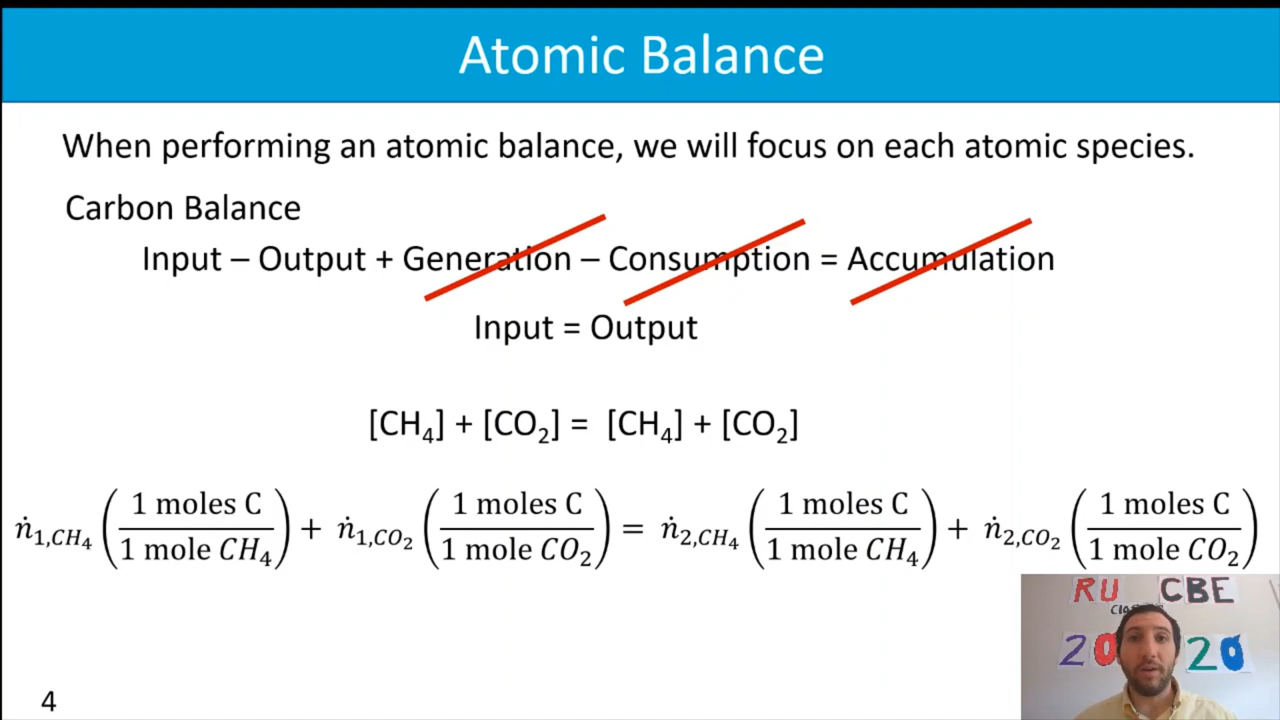 Atomic Balance
When performing an atomic balance, we will focus on each atomic species.
Carbon Balance
Input – Output + Generation – Consumption = Accumulation
Input = Output
[CH₄] + [CO₂] = [CH₄] + [CO₂]
ṅ₁,CH₄ (1 moles C / 1 mole CH₄) + ṅ₁,CO₂ (1 moles C / 1 mole CO₂) = ṅ₂,CH₄ (1 moles C / 1 mole CH₄) + ṅ₂,CO₂ (1 moles C / 1 mole CO₂)
RU CBE
20 20
4